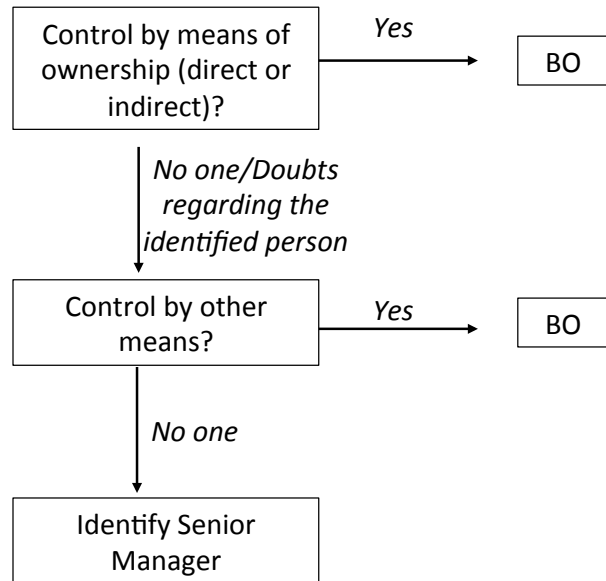 Control by means of
ownership (direct or
indirect)?
Yes
BO
No one/Doubts
regarding the
identified person
Control by other
means?
Yes
BO
No one
Identify Senior
Manager